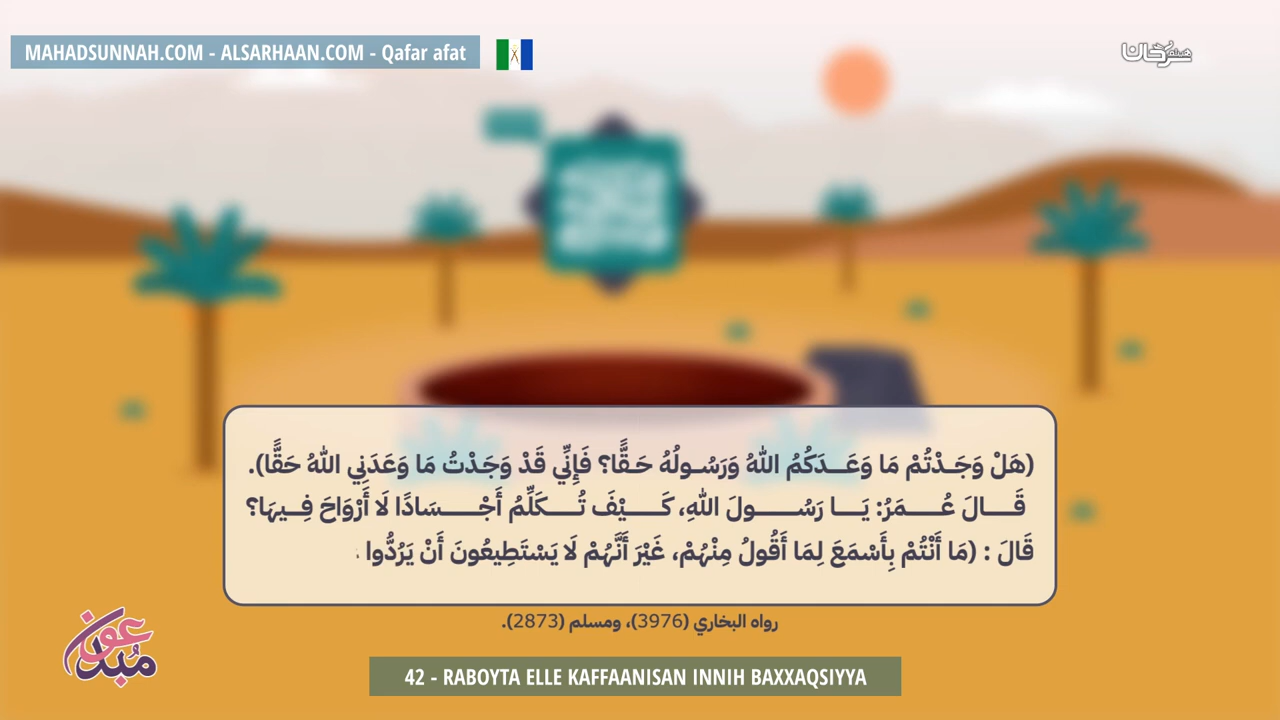 MAHADSUNNAH.COM - ALSARHAAN.COM - Qafar afat
(هَلْ وَجَدْتُمْ مَا وَعَدَكُمُ اللهُ وَرَسُولُهُ حَقًّا؟ فَإِنِّي قَدْ وَجَدْتُ مَا وَعَدَنِي اللهُ حَقًّا).
قَالَ عُمَرُ: يَا رَسُولَ اللهِ، كَيْفَ تُكَلِّمُ أَجْسَادًا لَا أَرْوَاحَ فِيهَا؟
قَالَ : (مَا أَنْتُمْ بِأَسْمَعَ لِمَا أَقُولُ مِنْهُمْ، غَيْرَ أَنَّهُمْ لَا يَسْتَطِيعُونَ أَنْ يَرُدُّوا
رواه البخاري (3976)، ومسلم (2873).
مُبْدِعُون
42 - RABOYTA ELLE KAFFAANISAN INNIH BAXXAQSIYYA